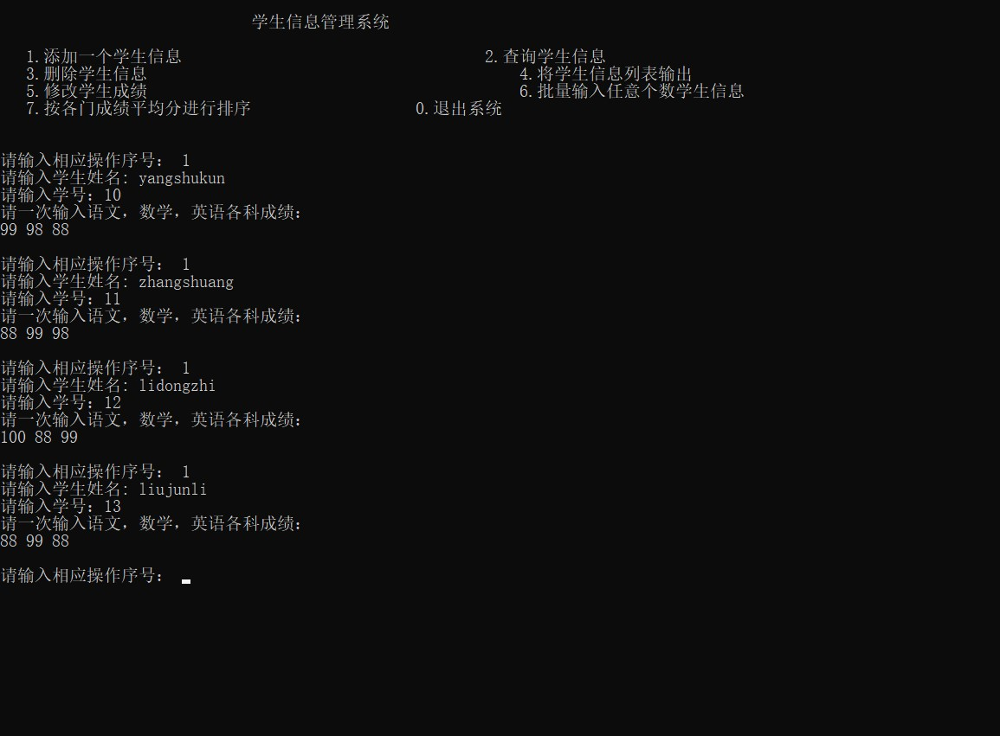 学生信息管理系统
1.添加一个学生信息 2.查询学生信息
3.删除学生信息 4.将学生信息列表输出
5.修改学生成绩 6.批量输入任意个数学生信息
7.按各门成绩平均分进行排序 0.退出系统
请输入相应操作序号： 1
请输入学生姓名: yangshukun
请输入学号：10
请一次输入语文，数学，英语各科成绩：
99 98 88
请输入相应操作序号： 1
请输入学生姓名: zhangshuang
请输入学号：11
请一次输入语文，数学，英语各科成绩：
88 99 98
请输入相应操作序号： 1
请输入学生姓名: lidongzhi
请输入学号：12
请一次输入语文，数学，英语各科成绩：
100 88 99
请输入相应操作序号： 1
请输入学生姓名: liujunli
请输入学号：13
请一次输入语文，数学，英语各科成绩：
88 99 88
请输入相应操作序号：